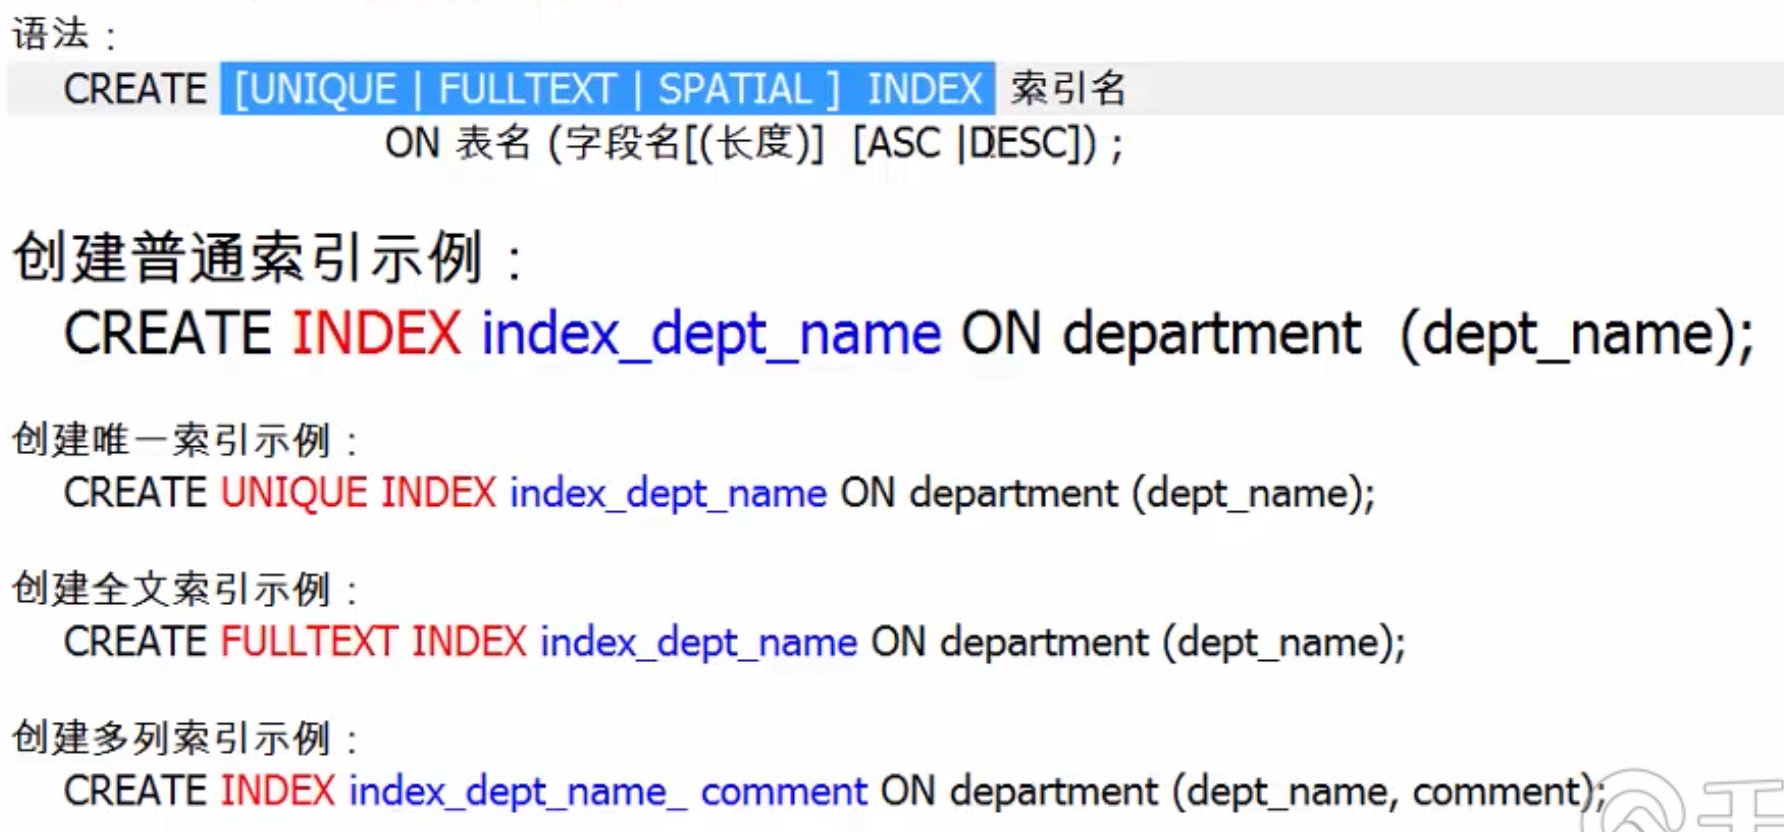 语法：
CREATE [UNIQUE | FULLTEXT | SPATIAL ] INDEX 索引名
ON 表名 (字段名[(长度)] [ASC |DESC]) ;
创建普通索引示例：
CREATE INDEX index_dept_name ON department (dept_name);
创建唯一索引示例：
CREATE UNIQUE INDEX index_dept_name ON department (dept_name);
创建全文索引示例：
CREATE FULLTEXT INDEX index_dept_name ON department (dept_name);
创建多列索引示例：
CREATE INDEX index_dept_name_ comment ON department (dept_name, comment);